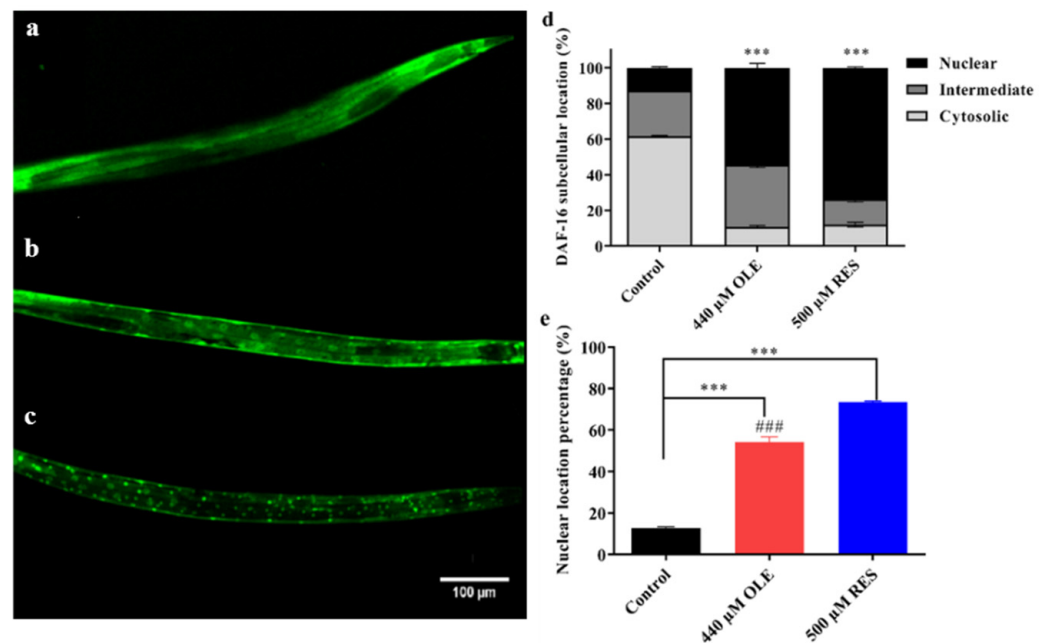 a
b
c
100 µm
d
DAF-16 subcellular location (%)
100
80
60
40
20
0
***
***
Nuclear
Intermediate
Cytosolic
Control
440 µM OLE
500 µM RES
e
Nuclear location percentage (%)
100
80
60
40
20
0
***
***
###
Control
440 µM OLE
500 µM RES